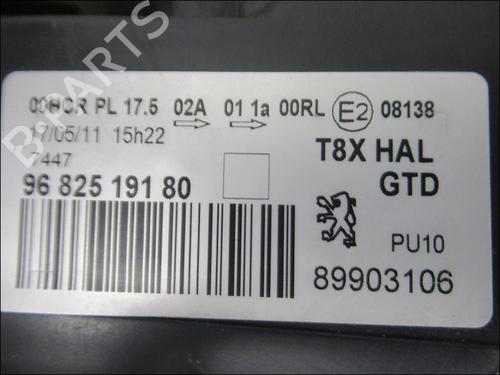 B-PARTS
00HCR PL 17.5 02A 01 1a 00RL E2 08138
17/05/11 15h22
7447
96 825 191 80
T8X HAL
GTD
PU10
89903106